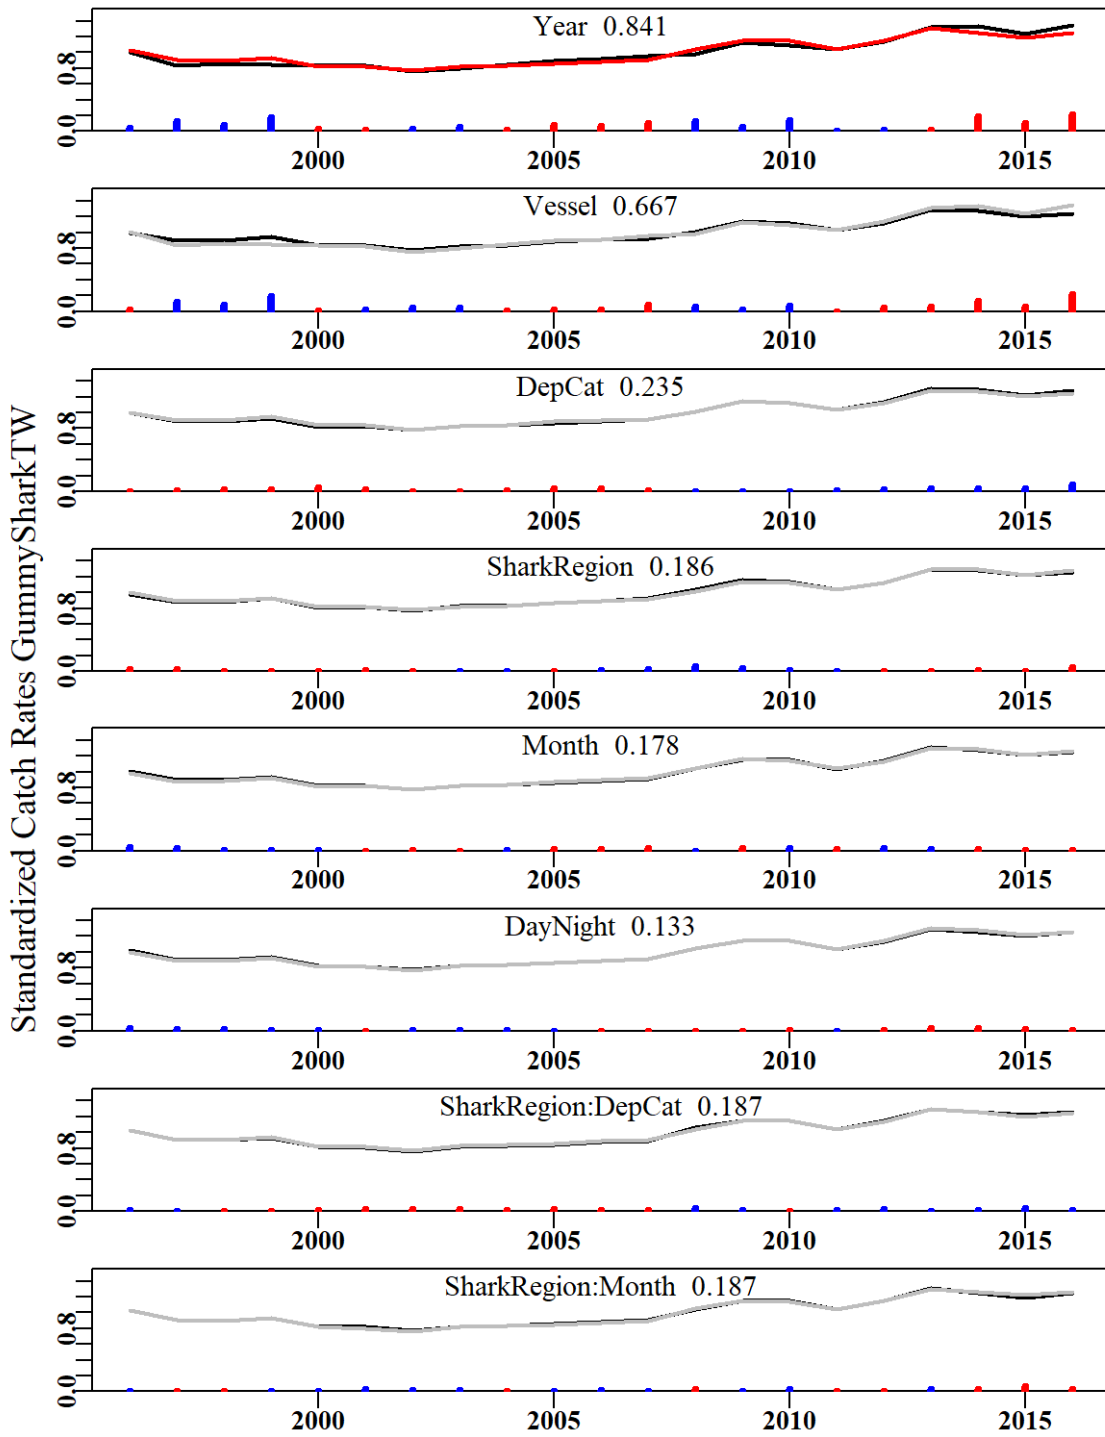 Standardized Catch Rates GummySharkTW
Year 0.841
0.8
0.0
2000 2005 2010 2015
Vessel 0.667
0.8
0.0
2000 2005 2010 2015
DepCat 0.235
0.8
0.0
2000 2005 2010 2015
SharkRegion 0.186
0.8
0.0
2000 2005 2010 2015
Month 0.178
0.8
0.0
2000 2005 2010 2015
DayNight 0.133
0.8
0.0
2000 2005 2010 2015
SharkRegion:DepCat 0.187
0.8
0.0
2000 2005 2010 2015
SharkRegion:Month 0.187
0.8
0.0
2000 2005 2010 2015